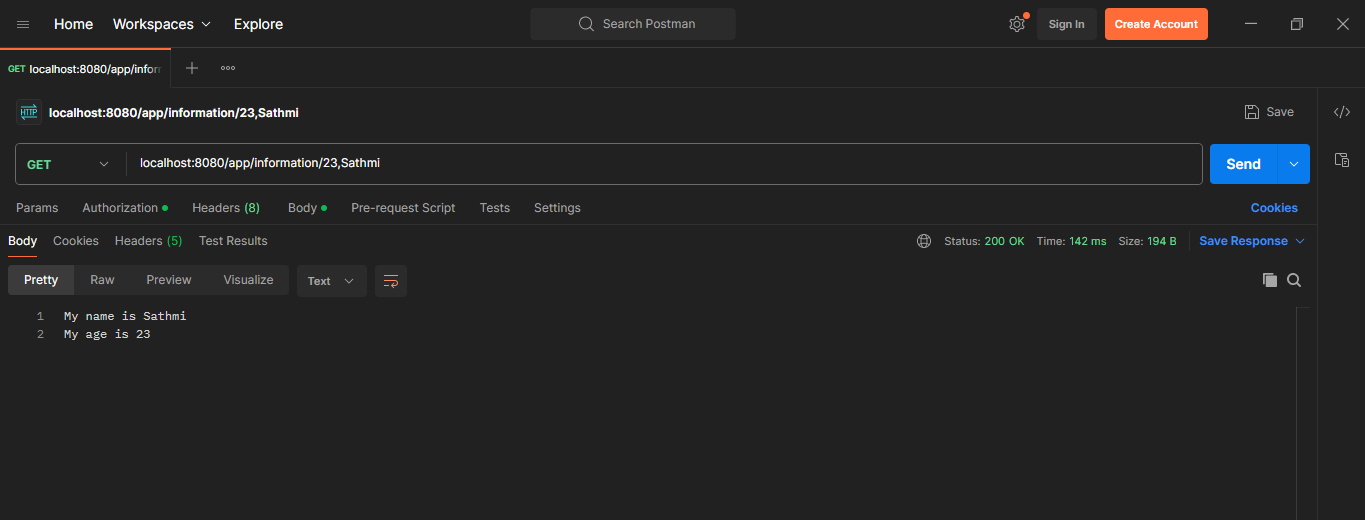 Home Workspaces Explore Search Postman Sign In Create Account
GET localhost:8080/app/infor
HTTP localhost:8080/app/information/23,Sathmi Save
GET localhost:8080/app/information/23,Sathmi Send
Params Authorization Headers (8) Body Pre-request Script Tests Settings Cookies
Body Cookies Headers (5) Test Results Status: 200 OK Time: 142 ms Size: 194 B Save Response
Pretty Raw Preview Visualize Text
1 My name is Sathmi
2 My age is 23